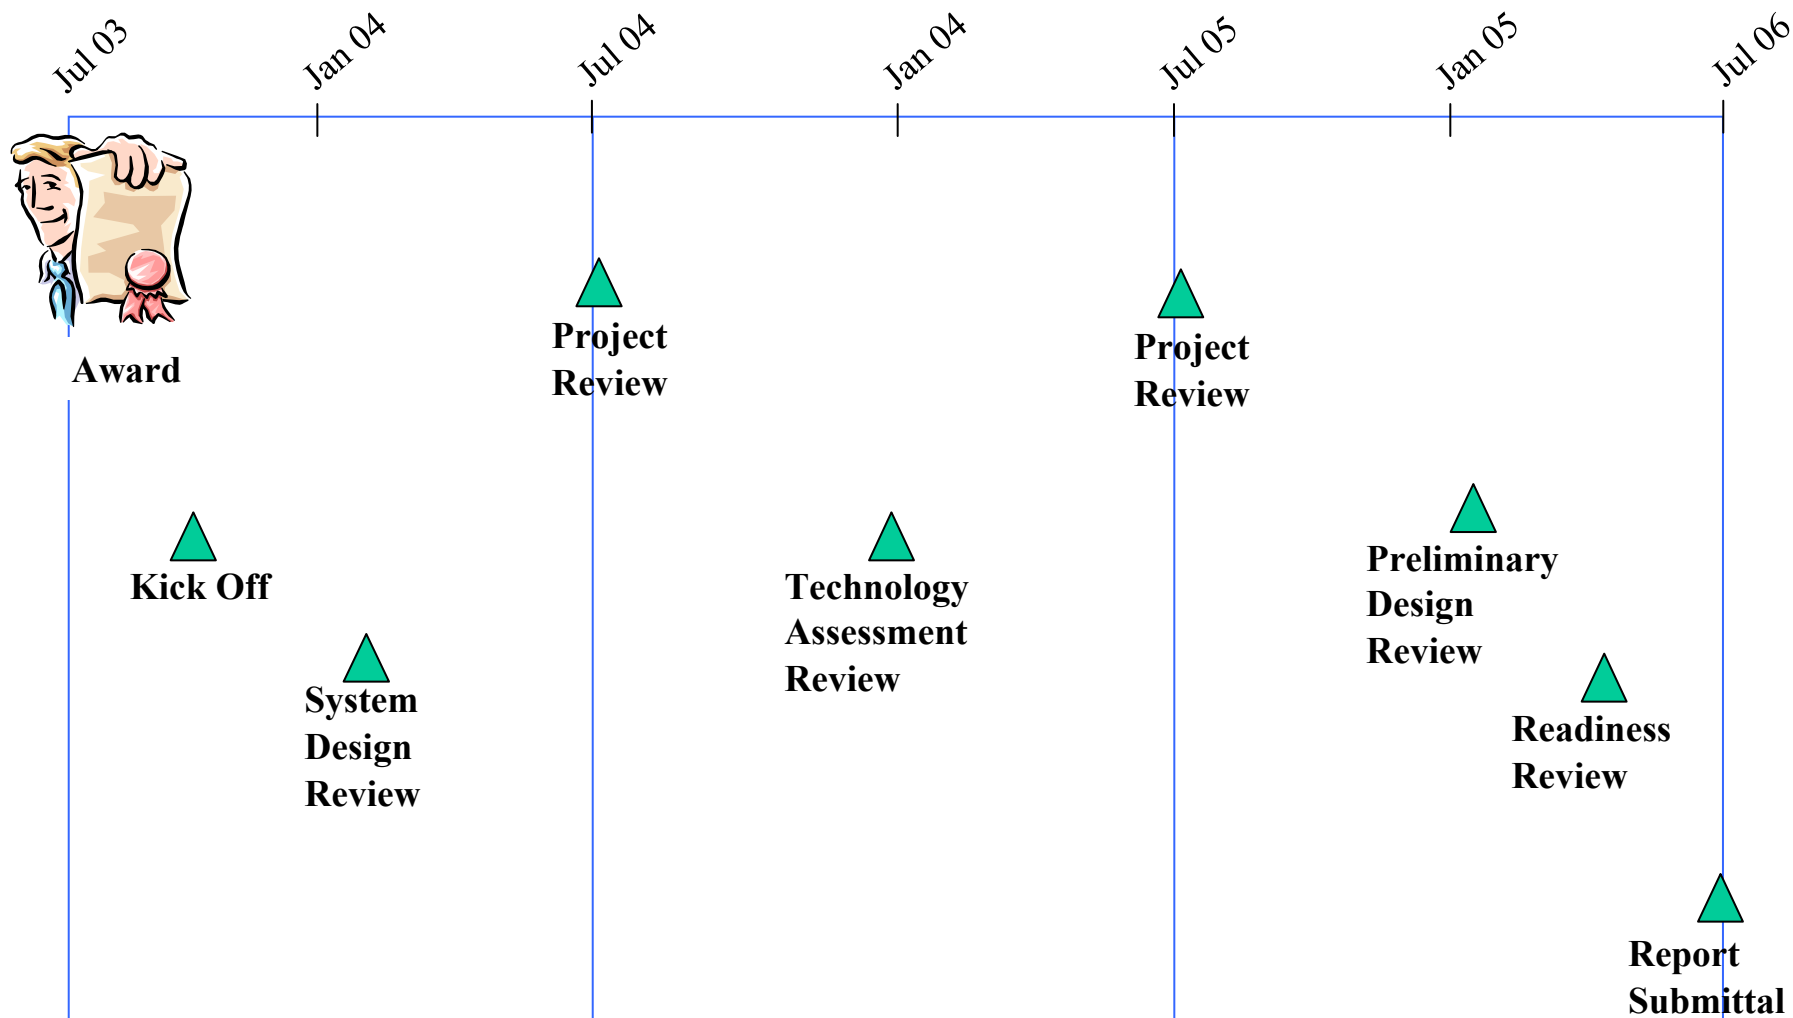 Jul 03
Jan 04
Jul 04
Jan 04
Jul 05
Jan 05
Jul 06
Award
Project
Review
Project
Review
Kick Off
System
Design
Review
Technology
Assessment
Review
Preliminary
Design
Review
Readiness
Review
Report
Submittal